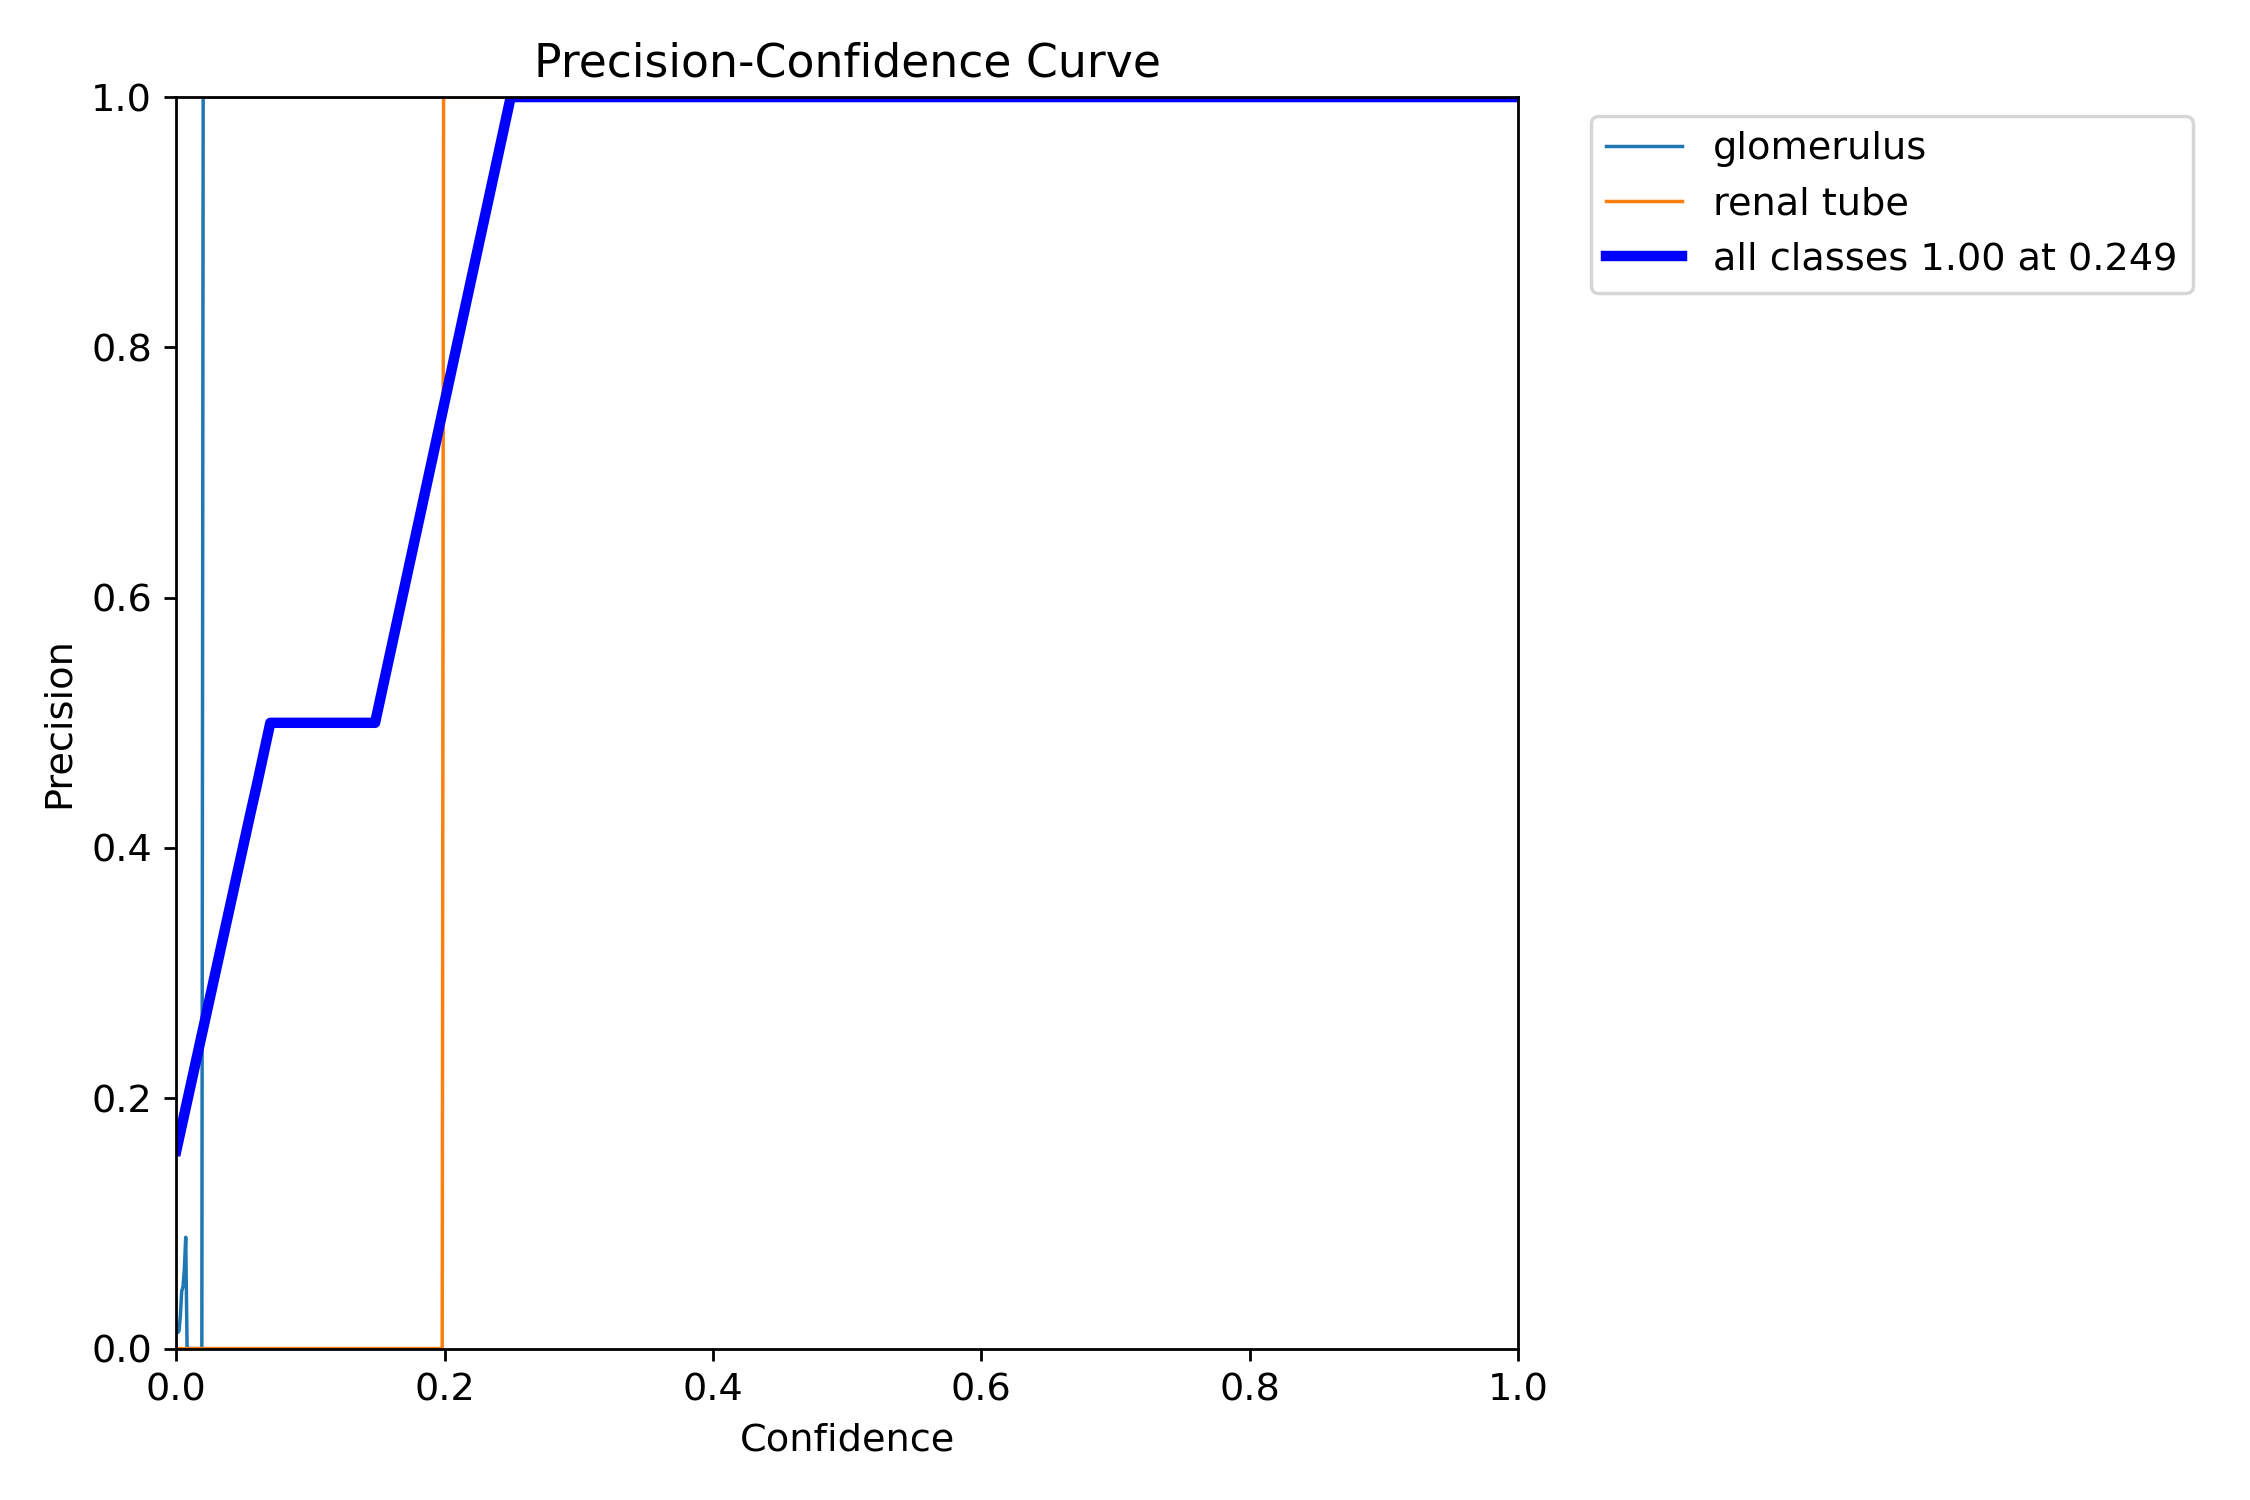 Precision-Confidence Curve
1.0
0.8
0.6
0.4
0.2
0.0
Precision
0.0 0.2 0.4 0.6 0.8 1.0
Confidence
glomerulus
renal tube
all classes 1.00 at 0.249